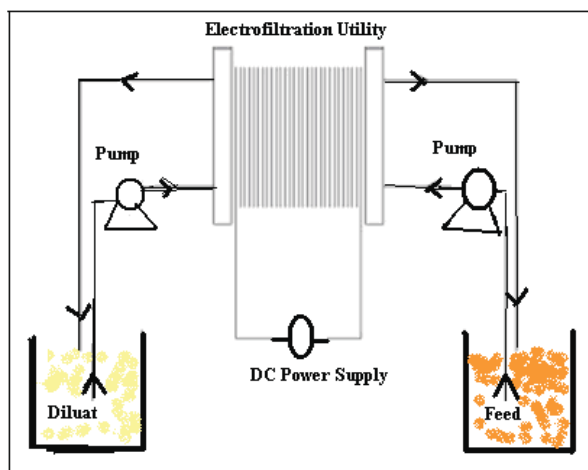 Electrofiltration Utility
Pump
Pump
DC Power Supply
Diluat
Feed